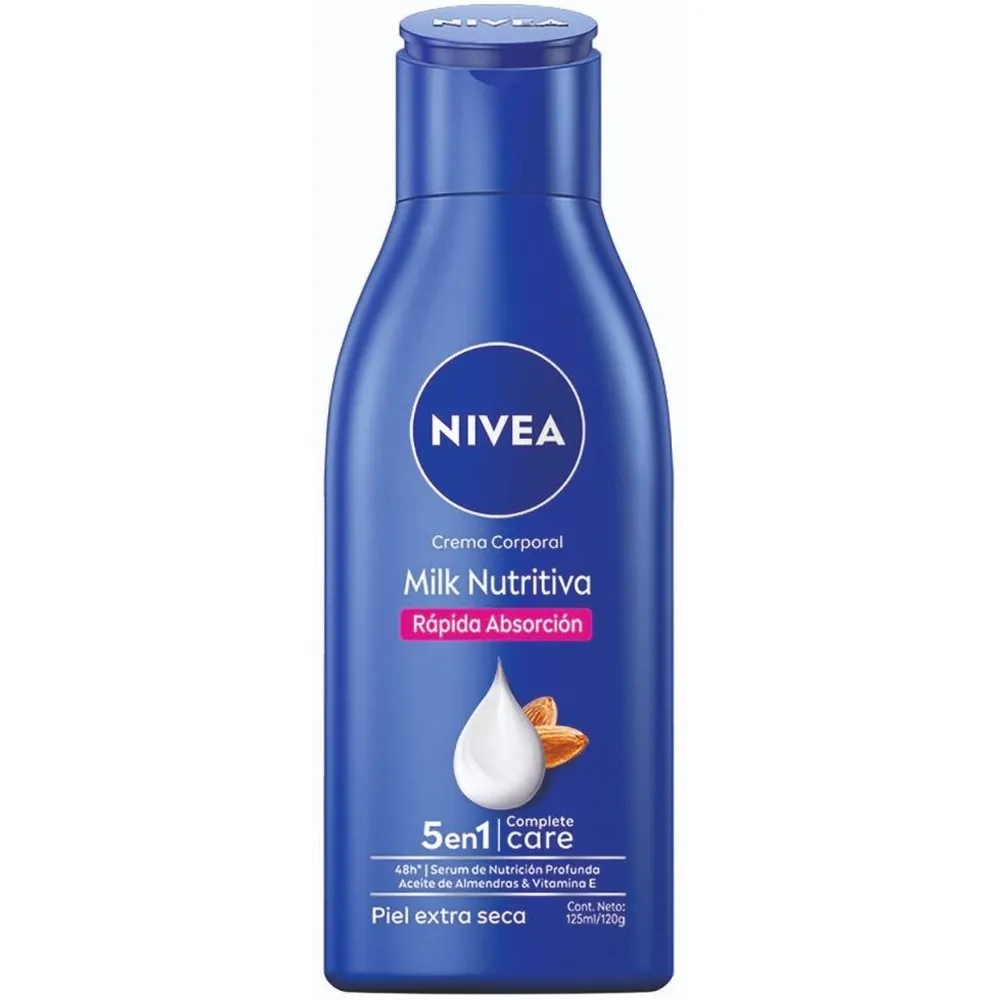 NIVEA
NIVEA
Crema Corporal
Milk Nutritiva
Rápida Absorción
5en1 | Complete care
48h* | Serum de Nutrición Profunda
Aceite de Almendras & Vitamina E
Piel extra seca
Cont. Neto:
125ml/120g